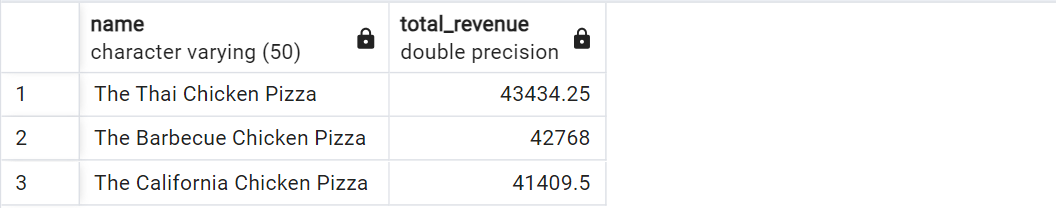 name total_revenue
character varying (50) double precision
1 The Thai Chicken Pizza 43434.25
2 The Barbecue Chicken Pizza 42768
3 The California Chicken Pizza 41409.5